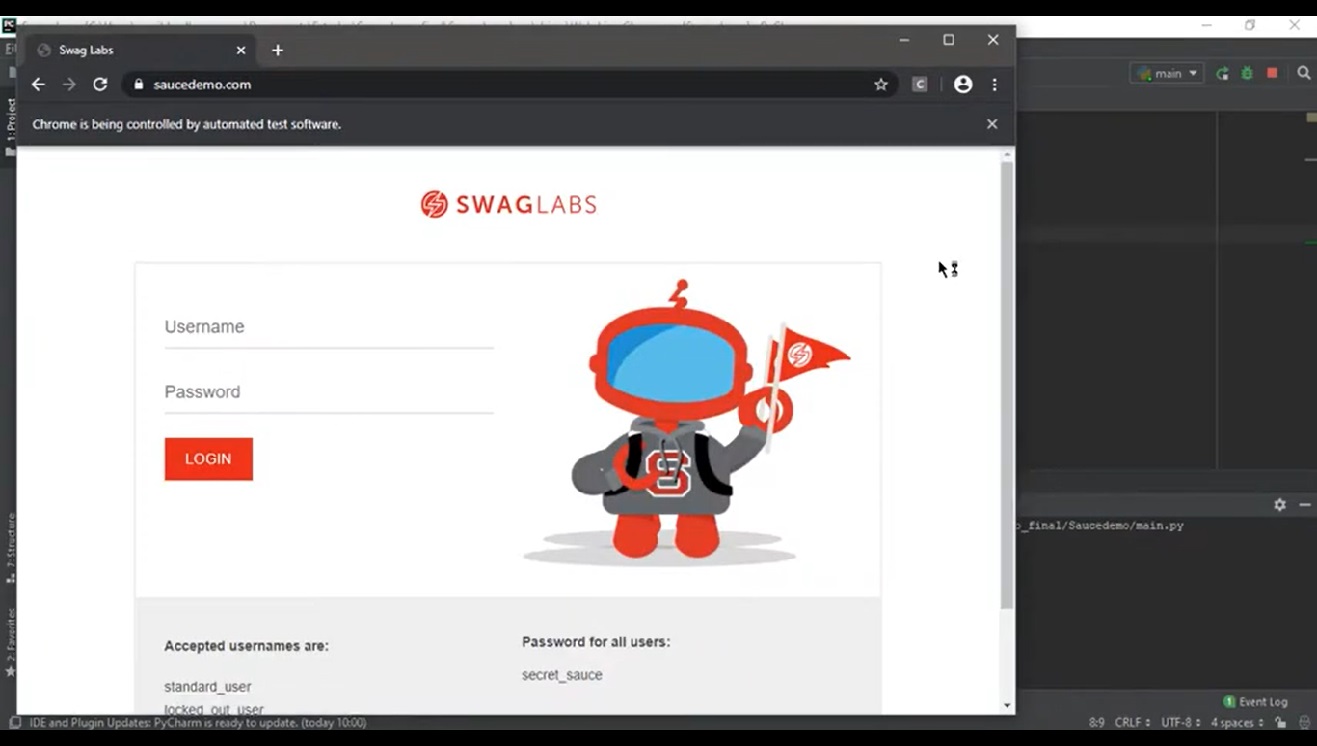 Swag Labs
saucedemo.com
main
Chrome is being controlled by automated test software.
1: Project
SWAGLABS
Username
Password
LOGIN
S
_final/Saucedemo/main.py
7: Structure
2: Favorites
Accepted usernames are:
standard_user
locked_out_user
Password for all users:
secret_sauce
1 Event Log
IDE and Plugin Updates: PyCharm is ready to update. (today 10:00)
8:9 CRLF UTF-8 4 spaces